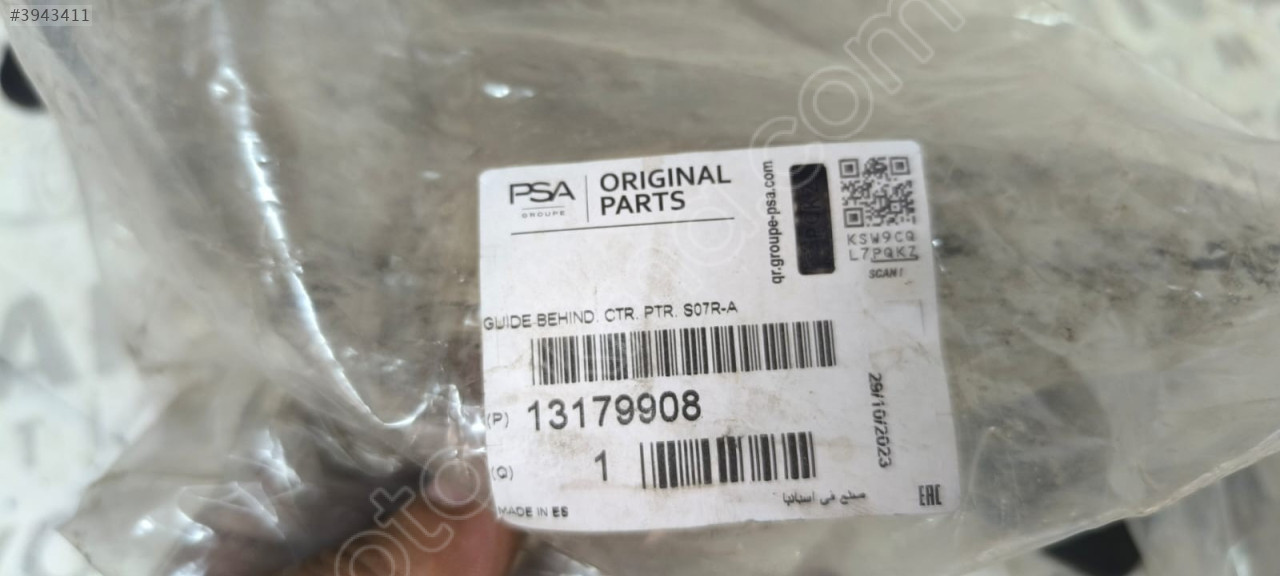 #3943411
PSA
GROUPE
ORIGINAL
PARTS
qr.groupe-psa.com
KSW9CQ
L7PQKZ
SCAN!
GUIDE BEHIND. CTR. PTR. S07R-A
(P) 13179908
29/10/2023
(Q) 1
MADE IN ES
صنع في اسبانيا
EAC